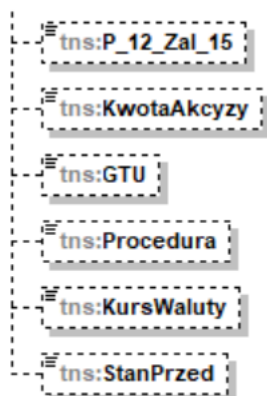 tns:P_12_Zal_15
tns:KwotaAkcyzy
tns:GTU
tns:Procedura
tns:KursWaluty
tns:StanPrzed